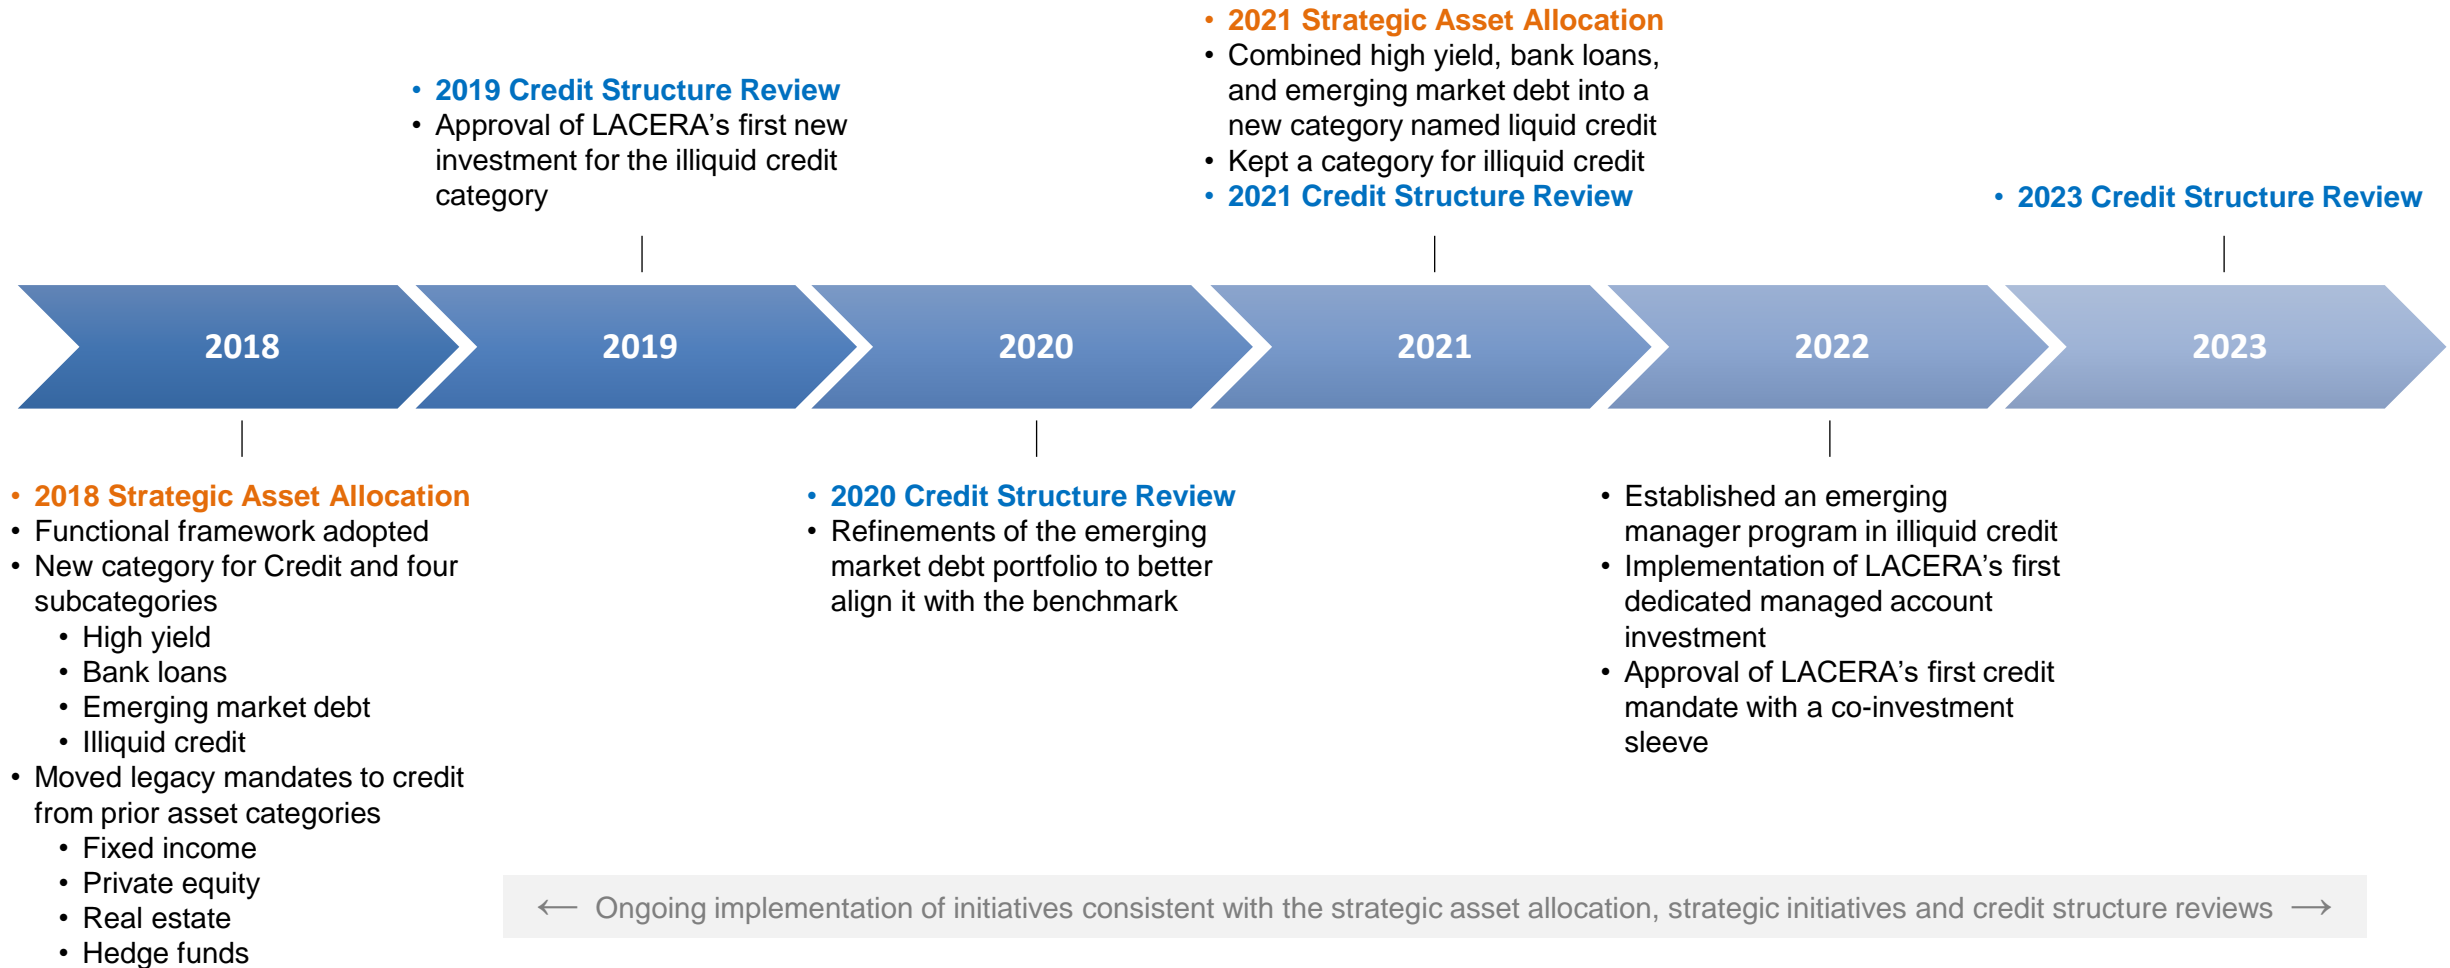 • 2021 Strategic Asset Allocation
• Combined high yield, bank loans,
and emerging market debt into a
new category named liquid credit
• Kept a category for illiquid credit
• 2021 Credit Structure Review
• 2019 Credit Structure Review
• Approval of LACERA’s first new
investment for the illiquid credit
category
• 2023 Credit Structure Review
2018
2019
2020
2021
2022
2023
• 2018 Strategic Asset Allocation
• Functional framework adopted
• New category for Credit and four
subcategories
• High yield
• Bank loans
• Emerging market debt
• Illiquid credit
• Moved legacy mandates to credit
from prior asset categories
• Fixed income
• Private equity
• Real estate
• Hedge funds
• 2020 Credit Structure Review
• Refinements of the emerging
market debt portfolio to better
align it with the benchmark
• Established an emerging
manager program in illiquid credit
• Implementation of LACERA’s first
dedicated managed account
investment
• Approval of LACERA’s first credit
mandate with a co-investment
sleeve
← Ongoing implementation of initiatives consistent with the strategic asset allocation, strategic initiatives and credit structure reviews →